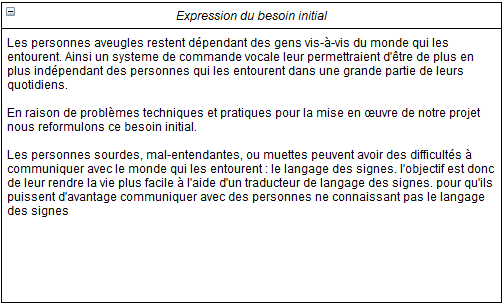 Expression du besoin initial
Les personnes aveugles restent dépendant des gens vis-à-vis du monde qui les
entourent. Ainsi un systeme de commande vocale leur permettraient d'être de plus en
plus indépendant des personnes qui les entourent dans une grande partie de leurs
quotidiens.
En raison de problèmes techniques et pratiques pour la mise en œuvre de notre projet
nous reformulons ce besoin initial.
Les personnes sourdes, mal-entendantes, ou muettes peuvent avoir des difficultés à
communiquer avec le monde qui les entourent : le langage des signes. l'objectif est donc
de leur rendre la vie plus facile à l'aide d'un traducteur de langage des signes. pour qu'ils
puissent d'avantage communiquer avec des personnes ne connaissant pas le langage
des signes